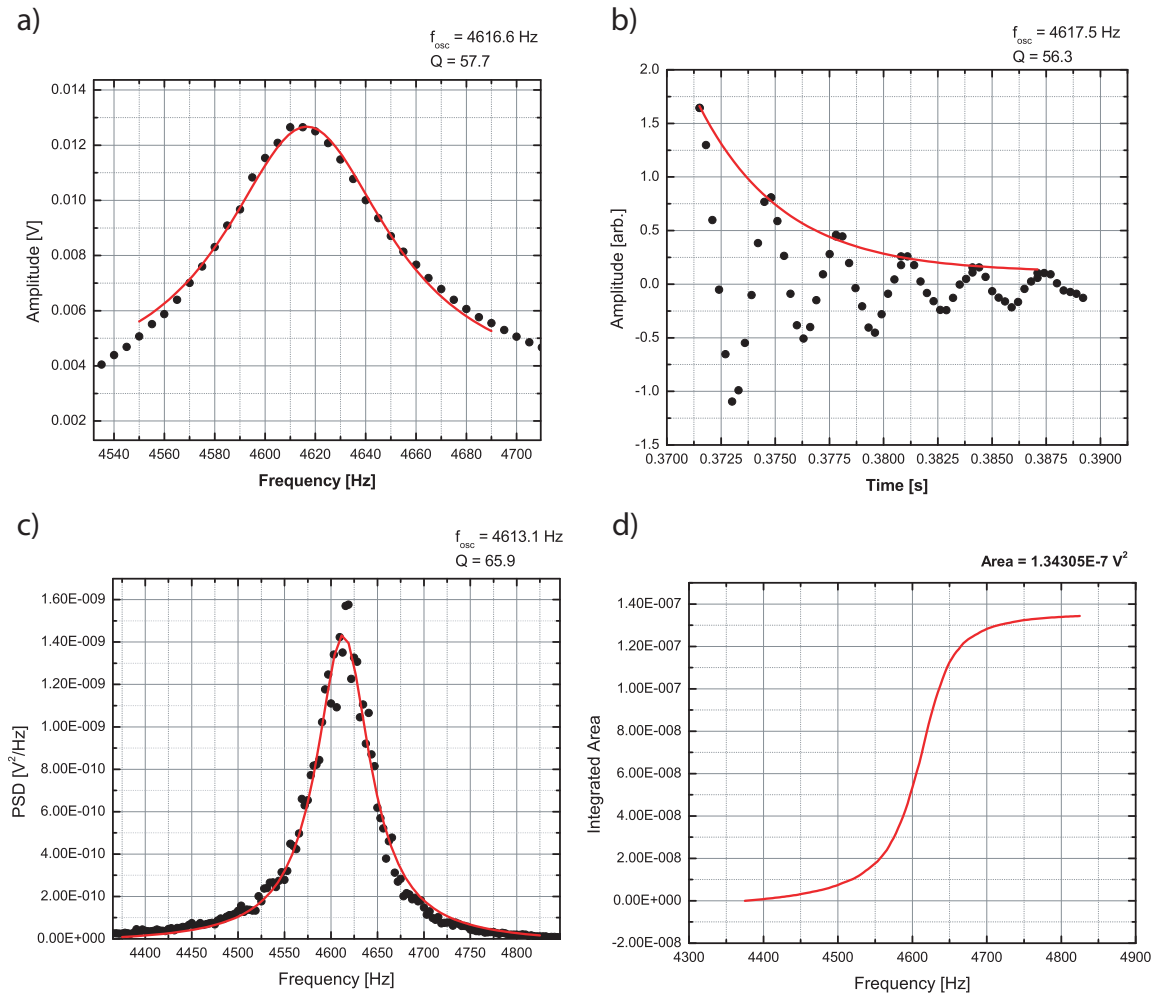 a)
f_osc = 4616.6 Hz
Q = 57.7
0.014
0.012
0.010
0.008
0.006
0.004
0.002
Amplitude [V]
4540 4560 4580 4600 4620 4640 4660 4680 4700
Frequency [Hz]
b)
f_osc = 4617.5 Hz
Q = 56.3
2.0
1.5
1.0
0.5
0.0
-0.5
-1.0
-1.5
Amplitude [arb.]
0.3700 0.3725 0.3750 0.3775 0.3800 0.3825 0.3850 0.3875 0.3900
Time [s]
c)
f_osc = 4613.1 Hz
Q = 65.9
1.60E-009
1.40E-009
1.20E-009
1.00E-009
8.00E-010
6.00E-010
4.00E-010
2.00E-010
0.00E+000
PSD [V²/Hz]
4400 4450 4500 4550 4600 4650 4700 4750 4800
Frequency [Hz]
d)
Area = 1.34305E-7 V²
1.40E-007
1.20E-007
1.00E-007
8.00E-008
6.00E-008
4.00E-008
2.00E-008
0.00E+000
-2.00E-008
Integrated Area
4300 4400 4500 4600 4700 4800 4900
Frequency [Hz]